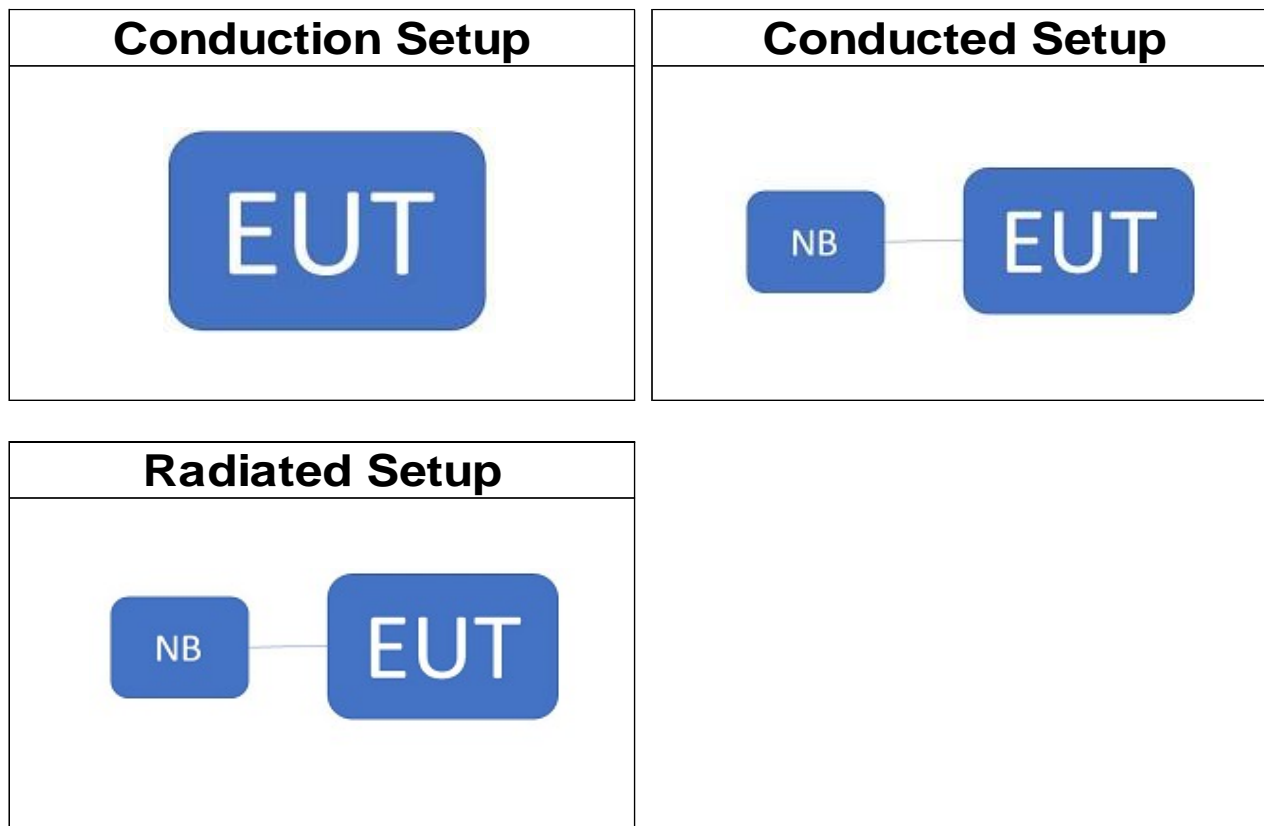 Conduction Setup
EUT
Conducted Setup
NB
EUT
Radiated Setup
NB
EUT